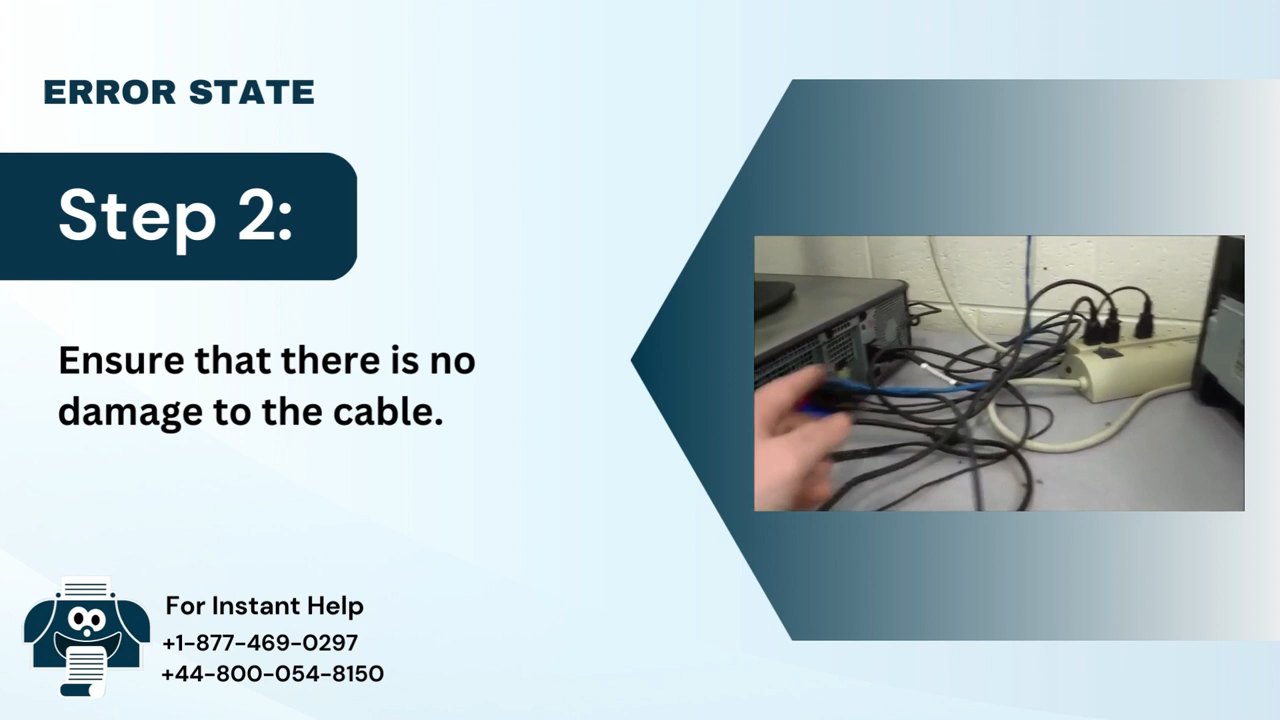 ERROR STATE
Step 2:
Ensure that there is no
damage to the cable.
For Instant Help
+1-877-469-0297
+44-800-054-8150